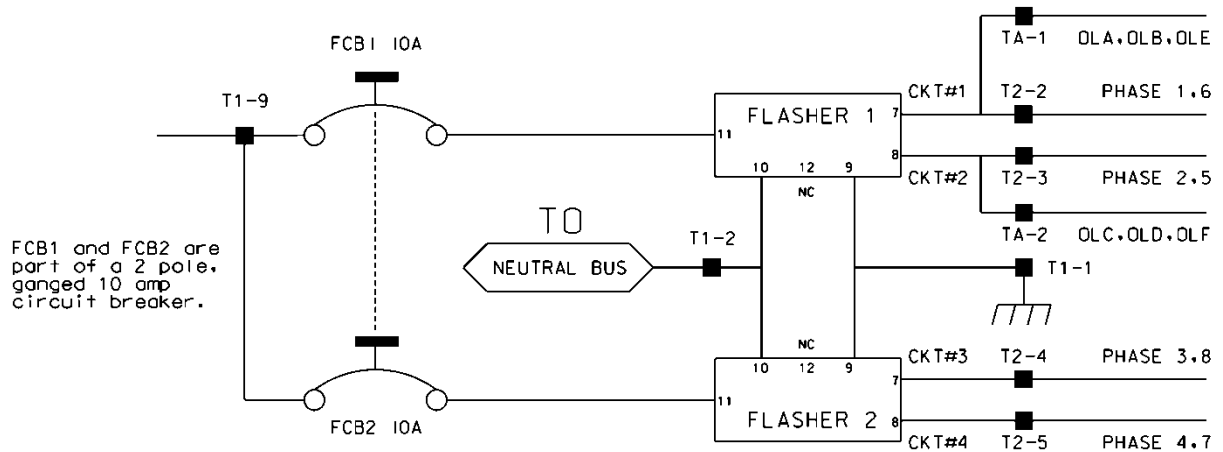 FCB1 10A
T1-9
FCB1 and FCB2 are
part of a 2 pole,
ganged 10 amp
circuit breaker.
FCB2 10A
TO
NEUTRAL BUS
T1-2
FLASHER 1
11
10 12 9
NC
7
8
CKT#1
CKT#2
TA-1 OLA,OLB,OLE
T2-2 PHASE 1,6
T2-3 PHASE 2,5
TA-2 OLC,OLD,OLF
T1-1
NC
10 12 9
11
FLASHER 2
7
8
CKT#3 T2-4 PHASE 3,8
CKT#4 T2-5 PHASE 4,7